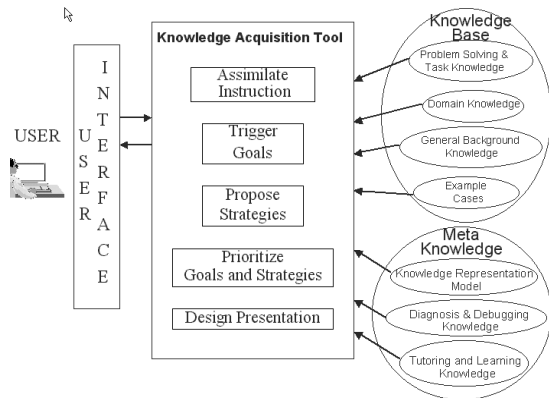 USER
USER
INTERFACE
Knowledge Acquisition Tool
Assimilate
Instruction
Trigger
Goals
Propose
Strategies
Prioritize
Goals and Strategies
Design Presentation
Knowledge
Base
Problem Solving &
Task Knowledge
Domain Knowledge
General Background
Knowledge
Example
Cases
Meta
Knowledge
Knowledge Representation
Model
Diagnosis & Debugging
Knowledge
Tutoring and Learning
Knowledge